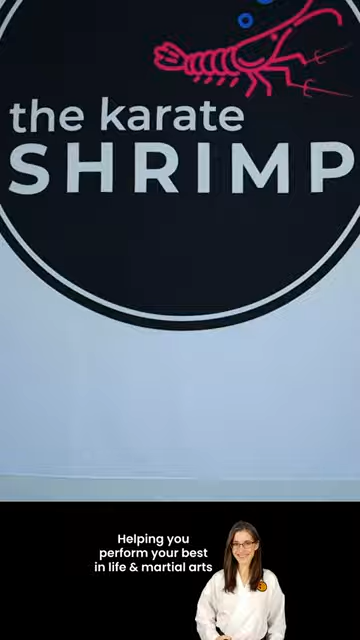 the karate
SHRIMP
Helping you
perform your best
in life & martial arts